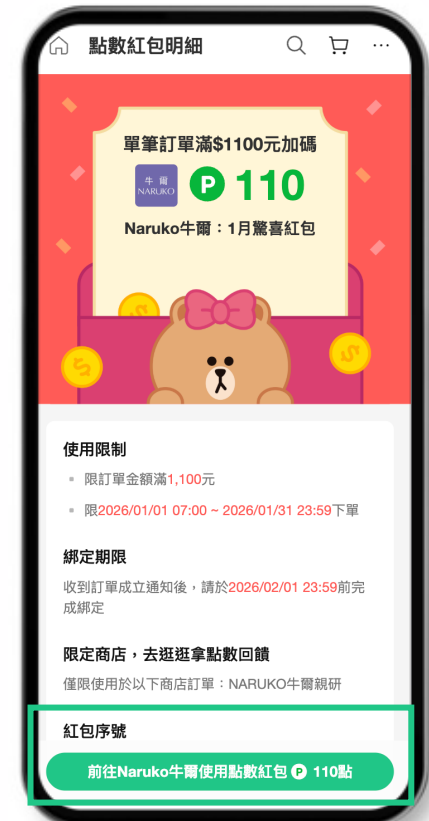 點數紅包明細
單筆訂單滿$1100元加碼
牛爾
NARUKO
P 110
Naruko牛爾：1月驚喜紅包
使用限制
限訂單金額滿1,100元
限2026/01/01 07:00 ~ 2026/01/31 23:59下單
綁定期限
收到訂單成立通知後，請於2026/02/01 23:59前完
成綁定
限定商店，去逛逛拿點數回饋
僅限使用於以下商店訂單：NARUKO牛爾親研
紅包序號
前往Naruko牛爾使用點數紅包 P 110點